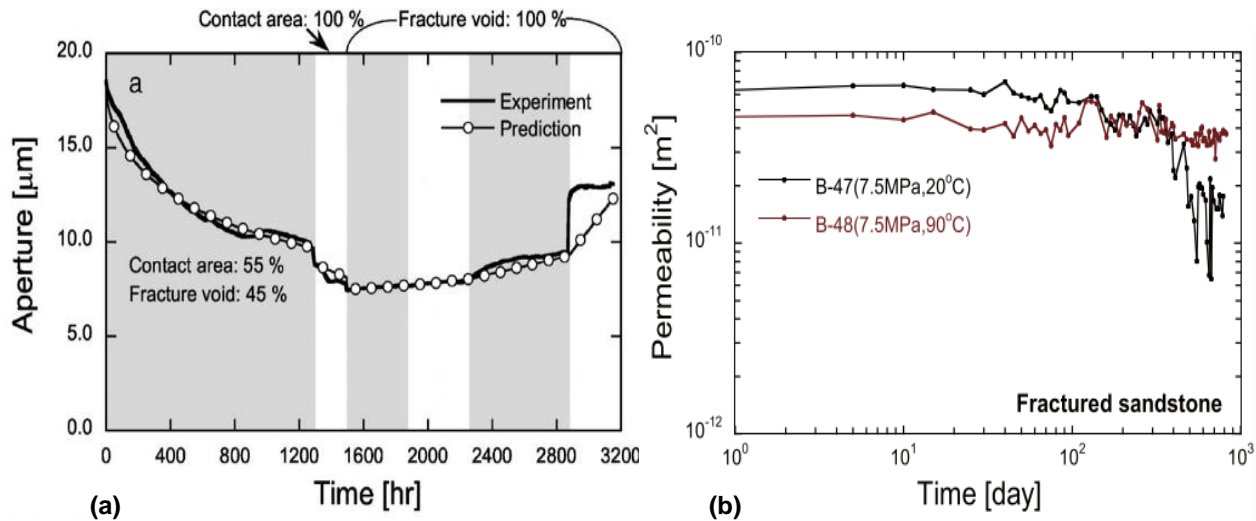 Contact area: 100 %
Fracture void: 100 %
20.0
15.0
10.0
5.0
0.0
Aperture [µm]
a
Experiment
Prediction
Contact area: 55 %
Fracture void: 45 %
0
400
800
1200
1600
2000
2400
2800
3200
(a)
Time [hr]
10⁻¹⁰
10⁻¹¹
10⁻¹²
Permeability [m²]
B-47(7.5MPa,20°C)
B-48(7.5MPa,90°C)
Fractured sandstone
10⁰
10¹
10²
10³
(b)
Time [day]